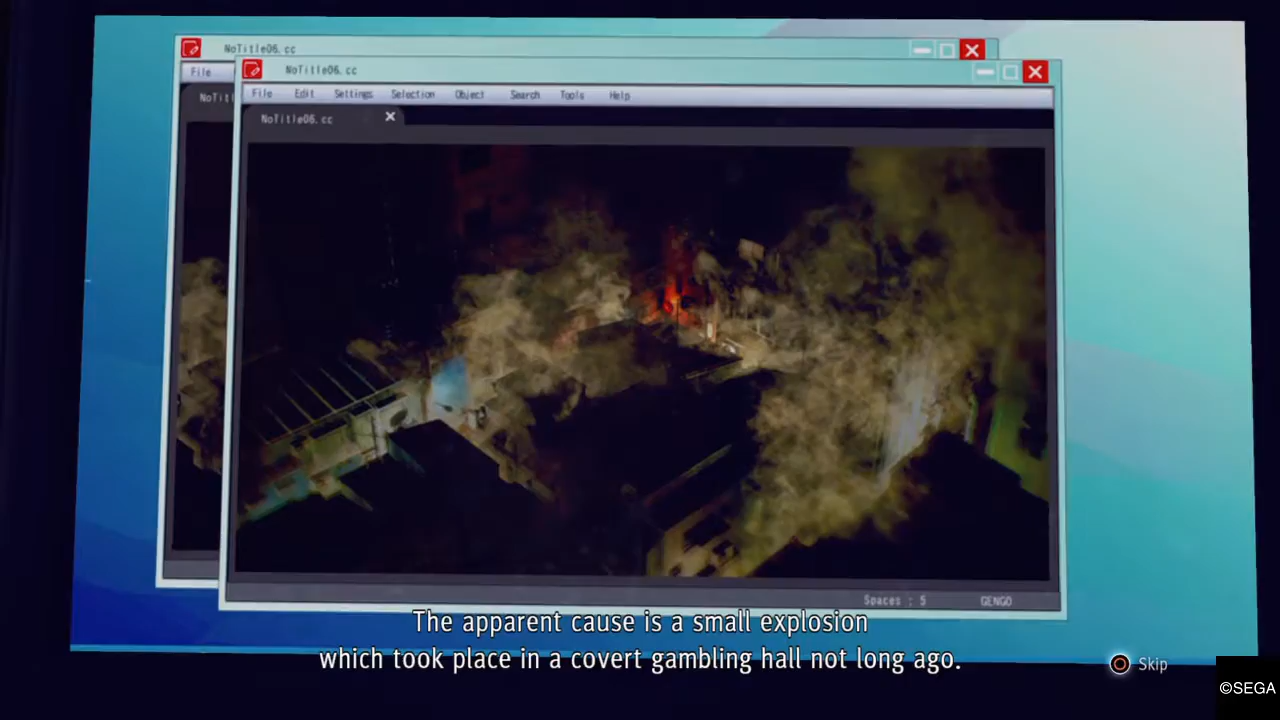 NoTitle06.cc
NoTitle06.cc
File
File Edit Settings Selection Object Search Tools Help
NoTitl
NoTitle06.cc
Spaces : 5 GENGO
The apparent cause is a small explosion
which took place in a covert gambling hall not long ago.
Skip
©SEGA